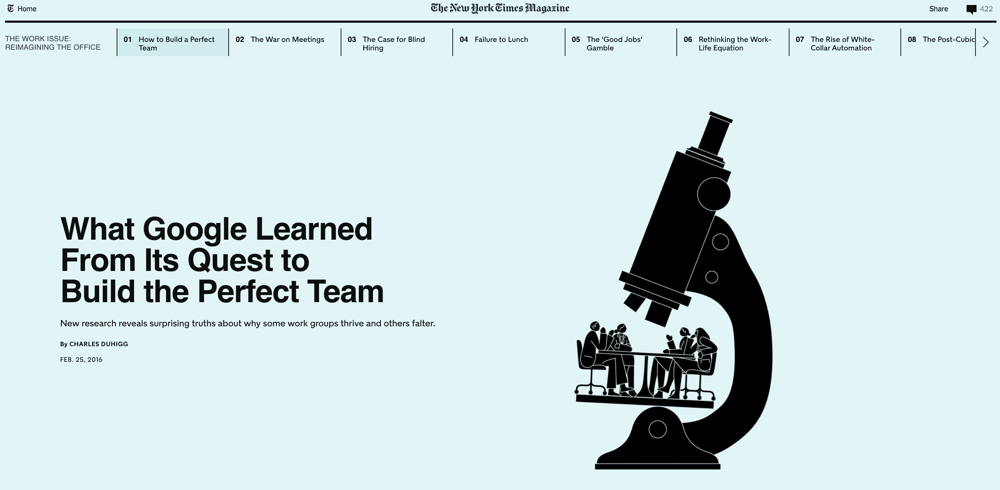 Home
The New York Times Magazine
Share
422
THE WORK ISSUE:
REIMAGINING THE OFFICE
01 How to Build a Perfect
Team
02 The War on Meetings
03 The Case for Blind
Hiring
04 Failure to Lunch
05 The 'Good Jobs'
Gamble
06 Rethinking the Work-
Life Equation
07 The Rise of White-
Collar Automation
08 The Post-Cubic
What Google Learned
From Its Quest to
Build the Perfect Team
New research reveals surprising truths about why some work groups thrive and others falter.
By CHARLES DUHIGG
FEB. 25, 2016